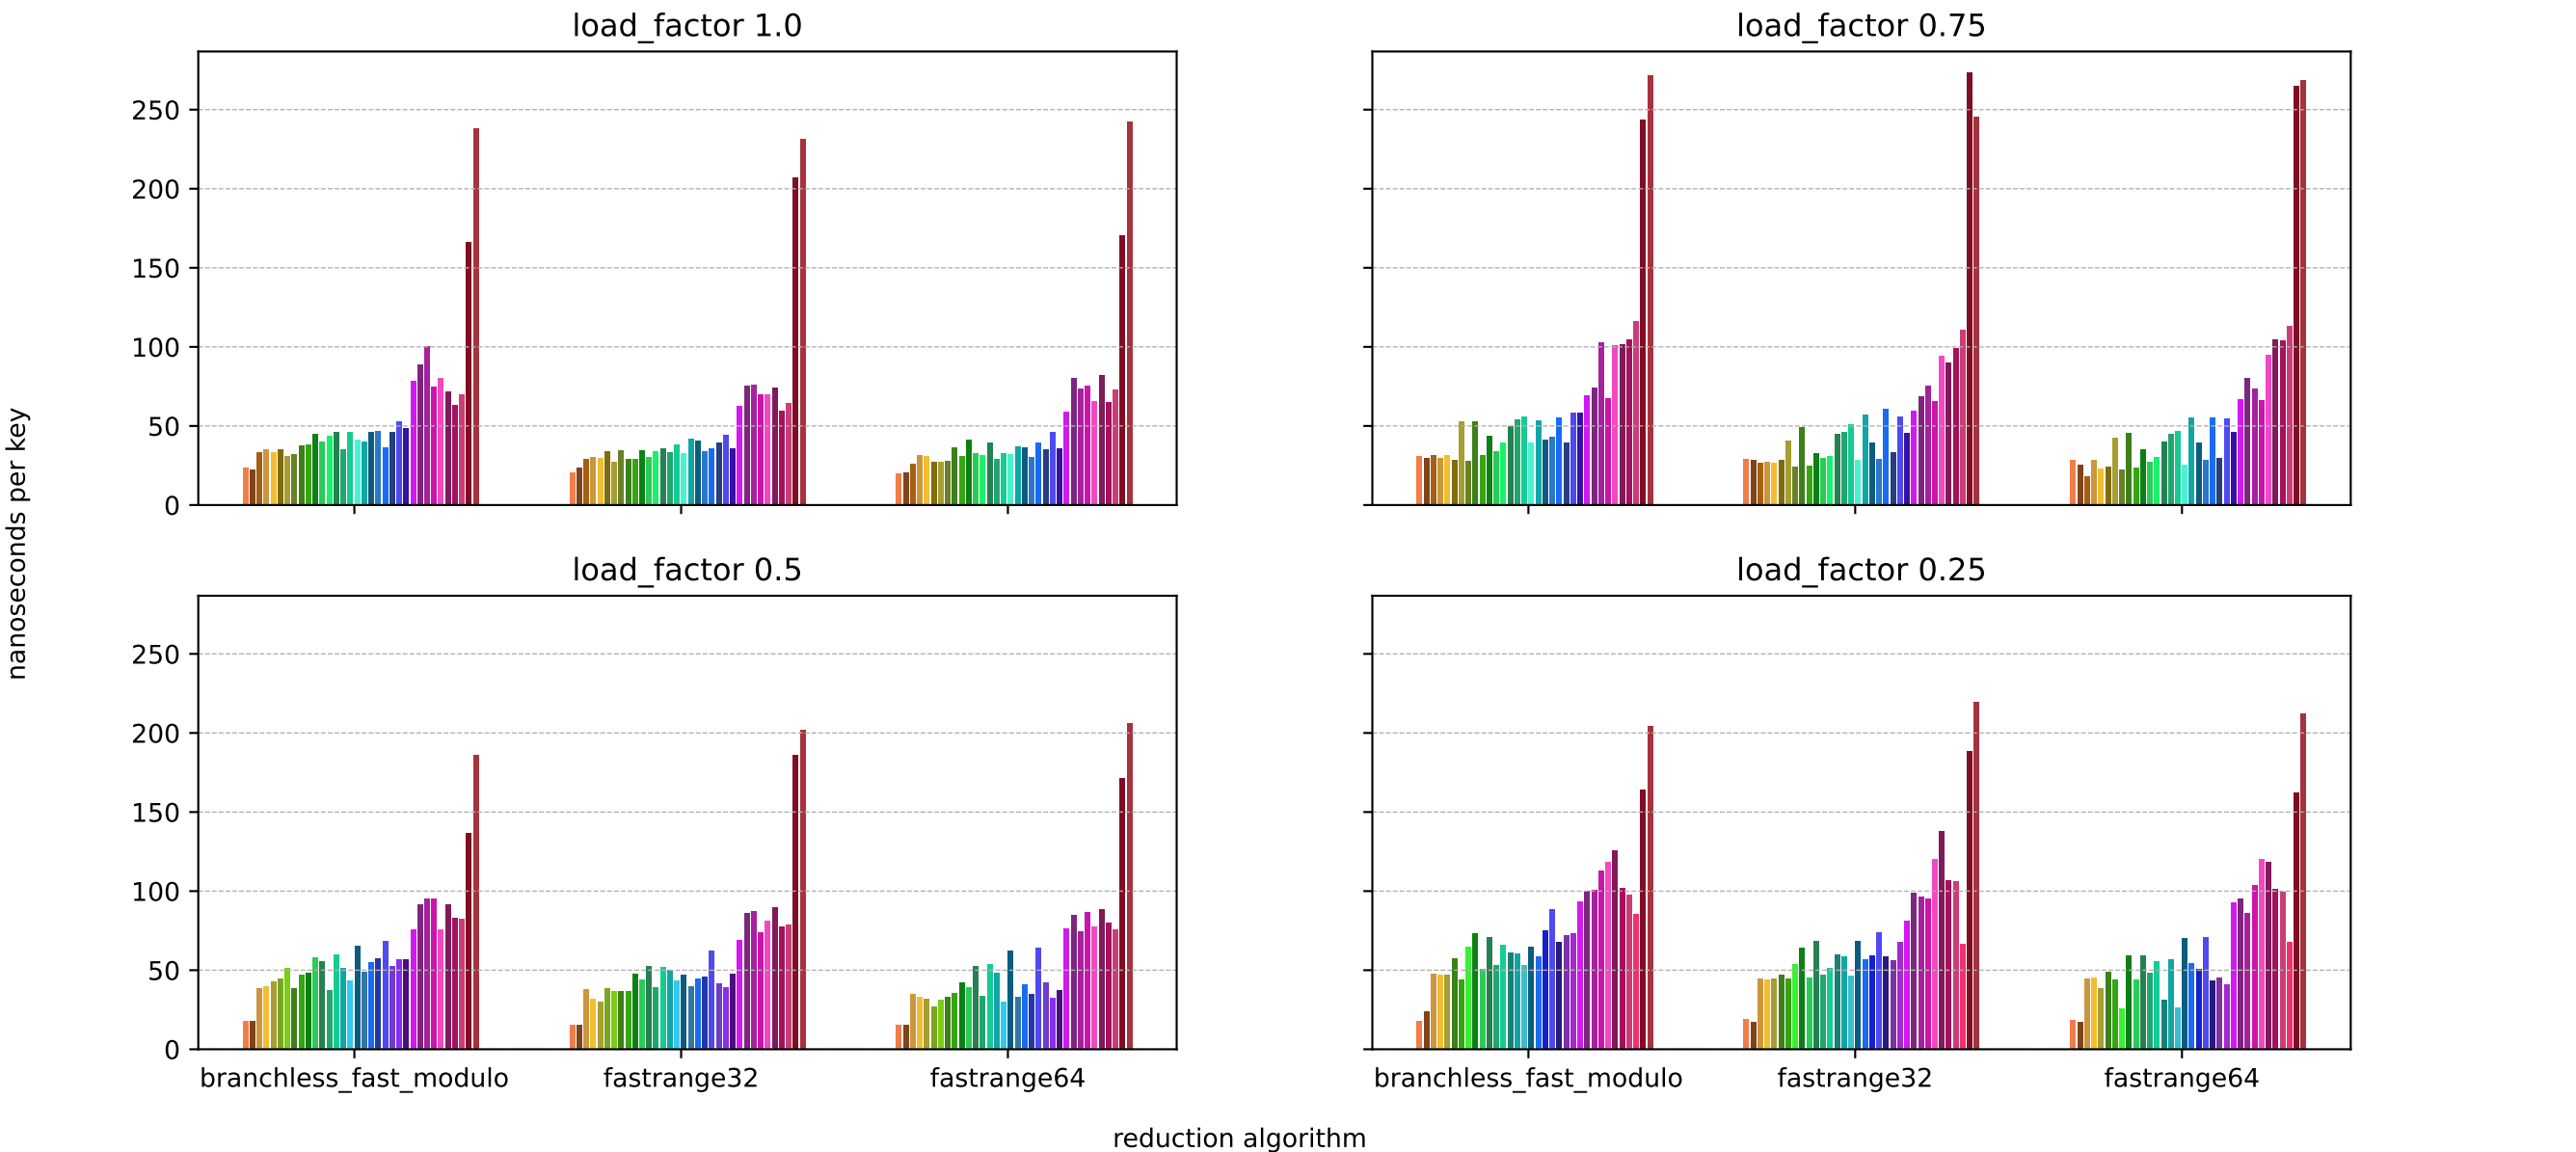 load_factor 1.0
load_factor 0.75
250
200
150
100
50
0
nanoseconds per key
load_factor 0.5
load_factor 0.25
250
200
150
100
50
0
branchless_fast_modulo fastrange32 fastrange64
branchless_fast_modulo fastrange32 fastrange64
reduction algorithm